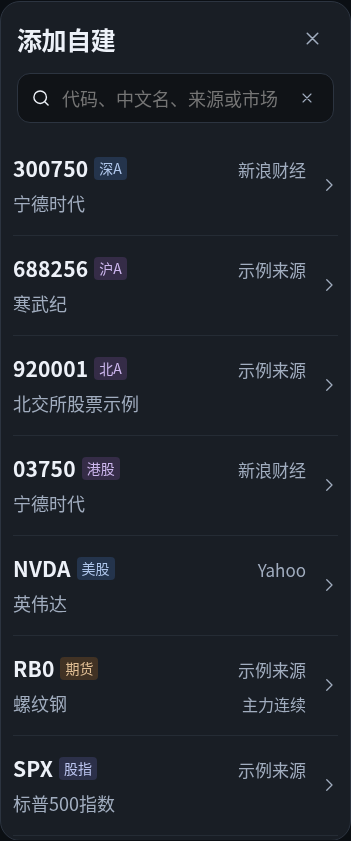 添加自建
代码、中文名、来源或市场
300750 深A 新浪财经
宁德时代
688256 沪A 示例来源
寒武纪
920001 北A 示例来源
北交所股票示例
03750 港股 新浪财经
宁德时代
NVDA 美股 Yahoo
英伟达
RB0 期货 示例来源
螺纹钢 主力连续
SPX 股指 示例来源
标普500指数